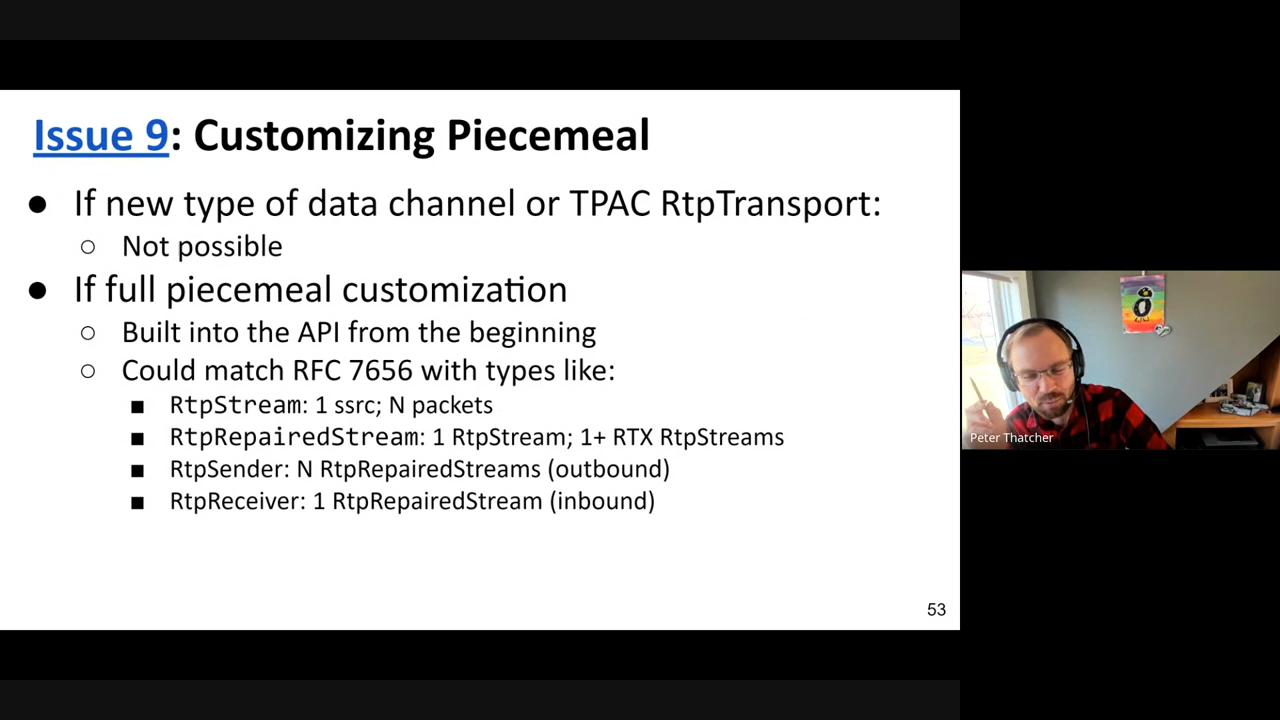 Issue 9: Customizing Piecemeal
● If new type of data channel or TPAC RtpTransport:
○ Not possible
● If full piecemeal customization
○ Built into the API from the beginning
○ Could match RFC 7656 with types like:
■ RtpStream: 1 ssrc; N packets
■ RtpRepairedStream: 1 RtpStream; 1+ RTX RtpStreams
■ RtpSender: N RtpRepairedStreams (outbound)
■ RtpReceiver: 1 RtpRepairedStream (inbound)
53
Peter Thatcher